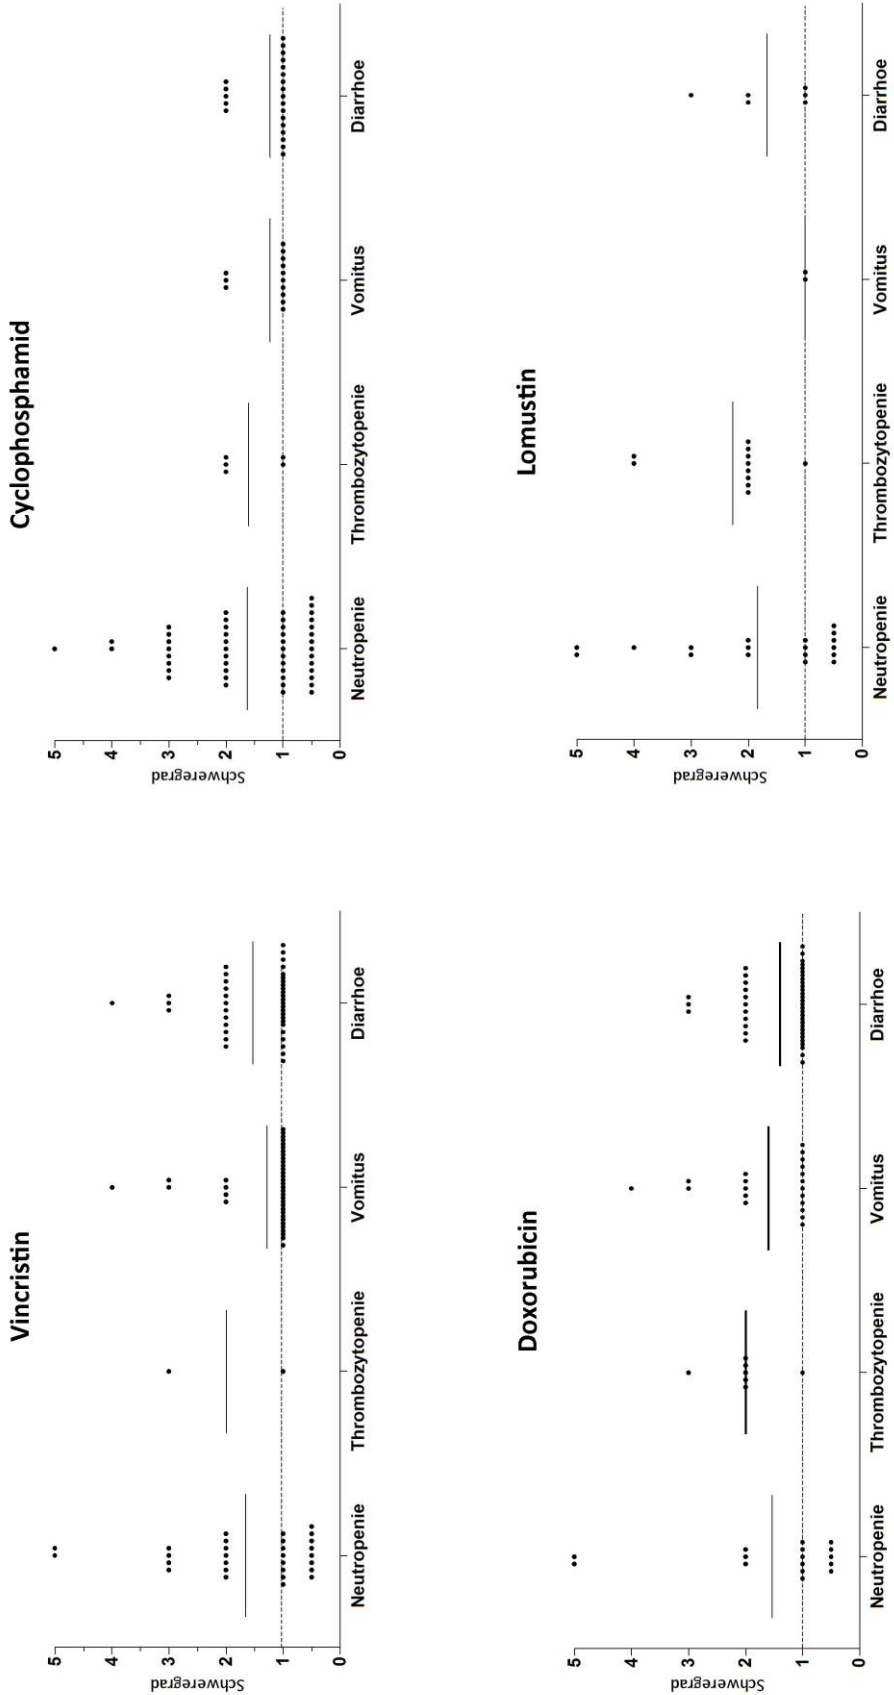 Vincristin
5
4
3
2
1
0
Schweregrad
Neutropenie Thrombozytopenie Vomitus Diarrhoe
Cyclophosphamid
5
4
3
2
1
0
Schweregrad
Neutropenie Thrombozytopenie Vomitus Diarrhoe
Doxorubicin
5
4
3
2
1
0
Schweregrad
Neutropenie Thrombozytopenie Vomitus Diarrhoe
Lomustin
5
4
3
2
1
0
Schweregrad
Neutropenie Thrombozytopenie Vomitus Diarrhoe